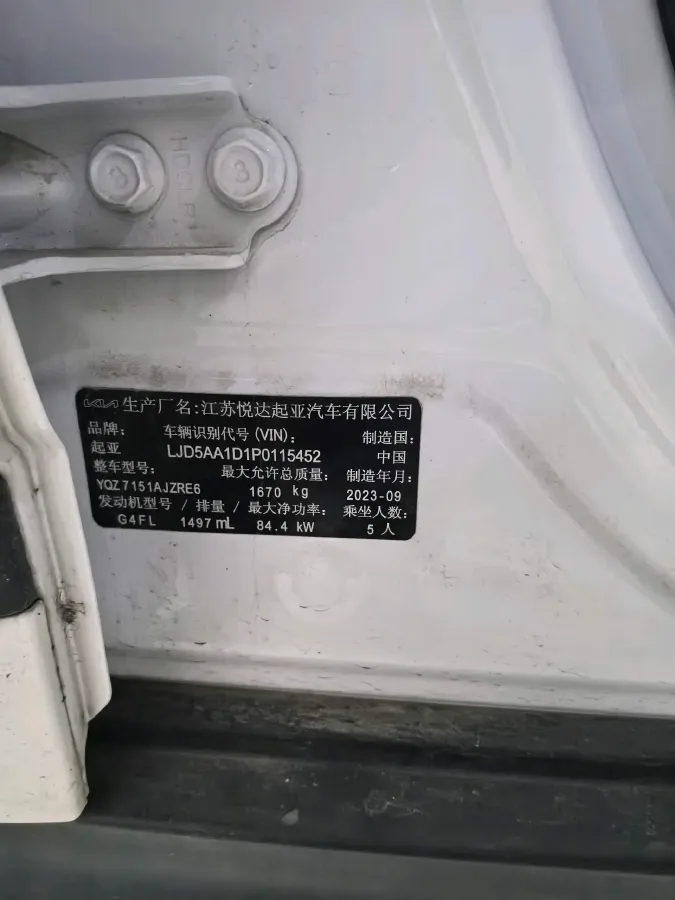 3 3
KIA 生产厂名:江苏悦达起亚汽车有限公司
品牌: 车辆识别代号(VIN): 制造国:
起亚 LJD5AA1D1P0115452 中国
整车型号: 最大允许总质量: 制造年月:
YQZ7151AJZRE6 1670 kg 2023-09
发动机型号/排量/最大净功率: 乘坐人数:
G4FL 1497 mL 84.4 kW 5 人